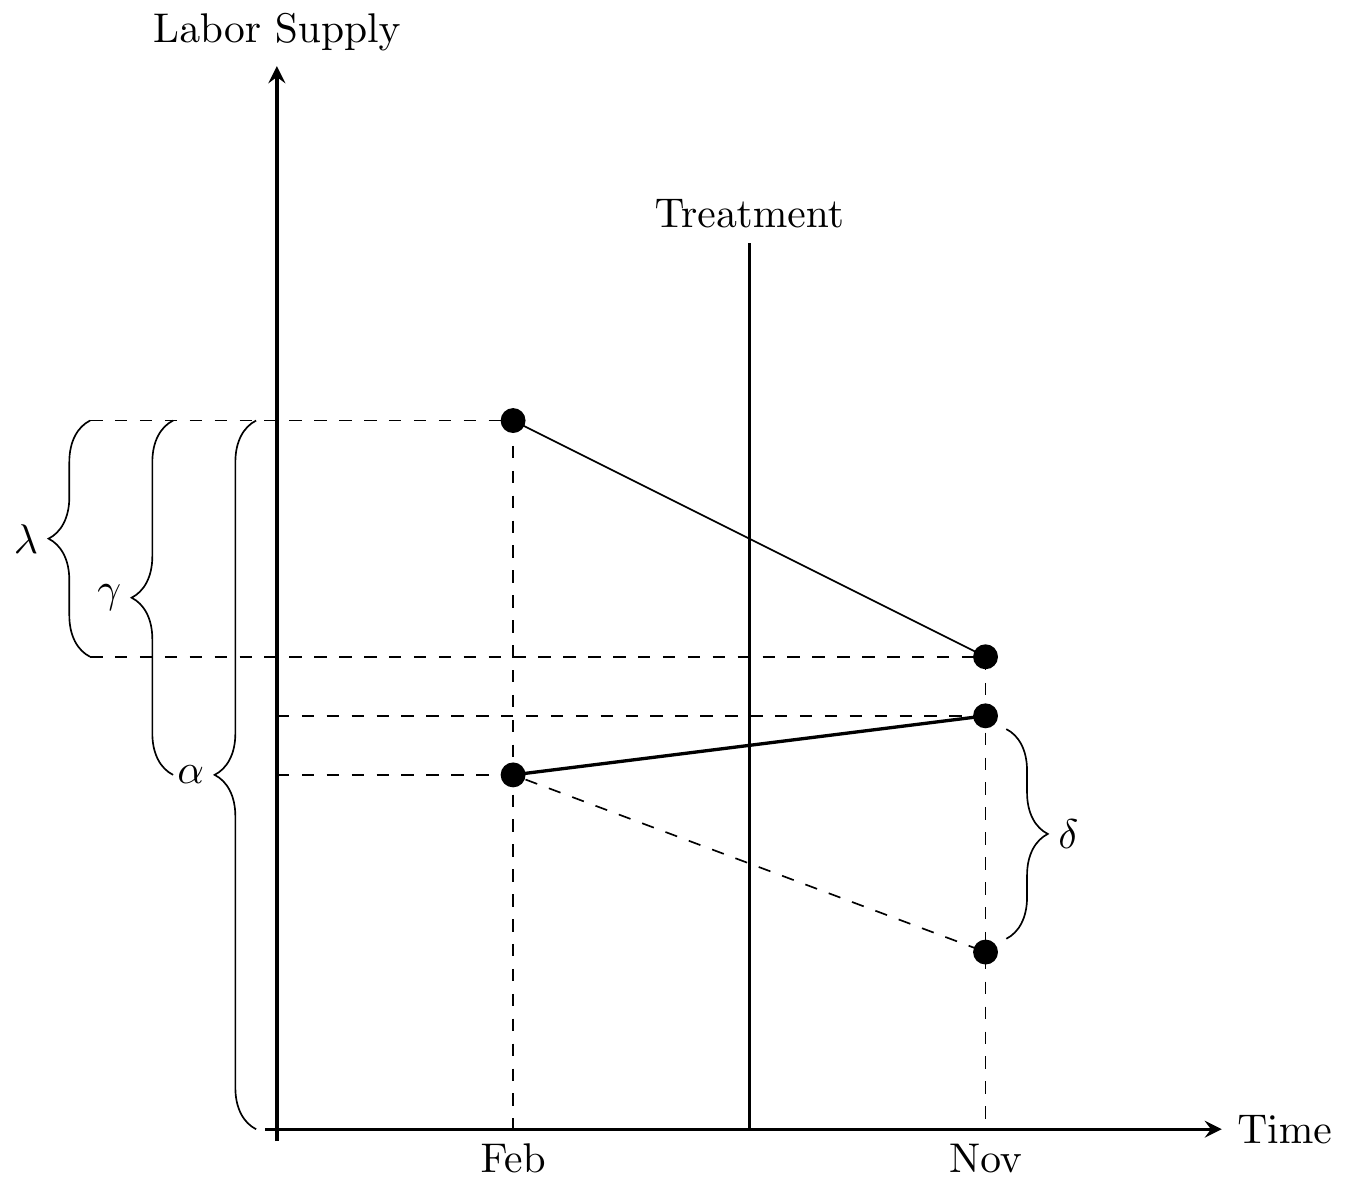 Labor Supply
Treatment
λ
γ
α
δ
Time
Feb
Nov